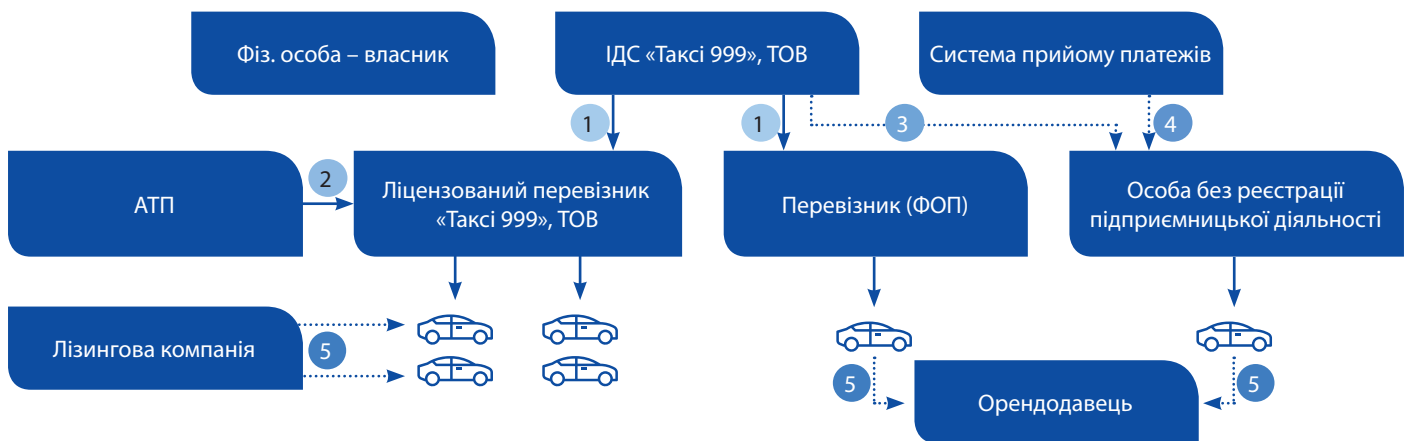 Фіз. особа – власник
ІДС «Таксі 999», ТОВ
Система прийому платежів
1
1
3
4
АТП
2
Ліцензований перевізник
«Таксі 999», ТОВ
Перевізник (ФОП)
Особа без реєстрації
підприємницької діяльності
Лізингова компанія
5
5
Орендодавець
5